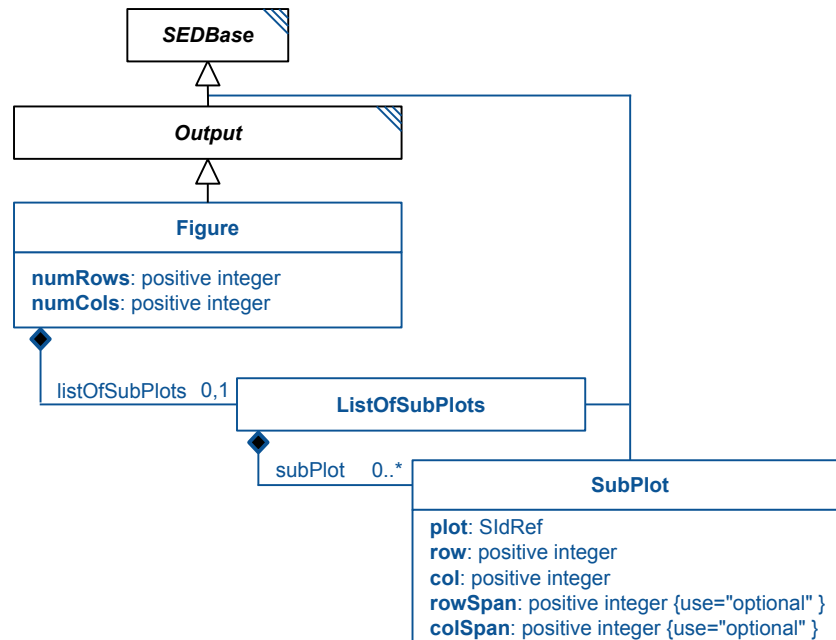 SEDBase
Output
Figure
numRows: positive integer
numCols: positive integer
listOfSubPlots 0,1
ListOfSubPlots
subPlot 0..*
SubPlot
plot: SIdRef
row: positive integer
col: positive integer
rowSpan: positive integer {use="optional" }
colSpan: positive integer {use="optional" }